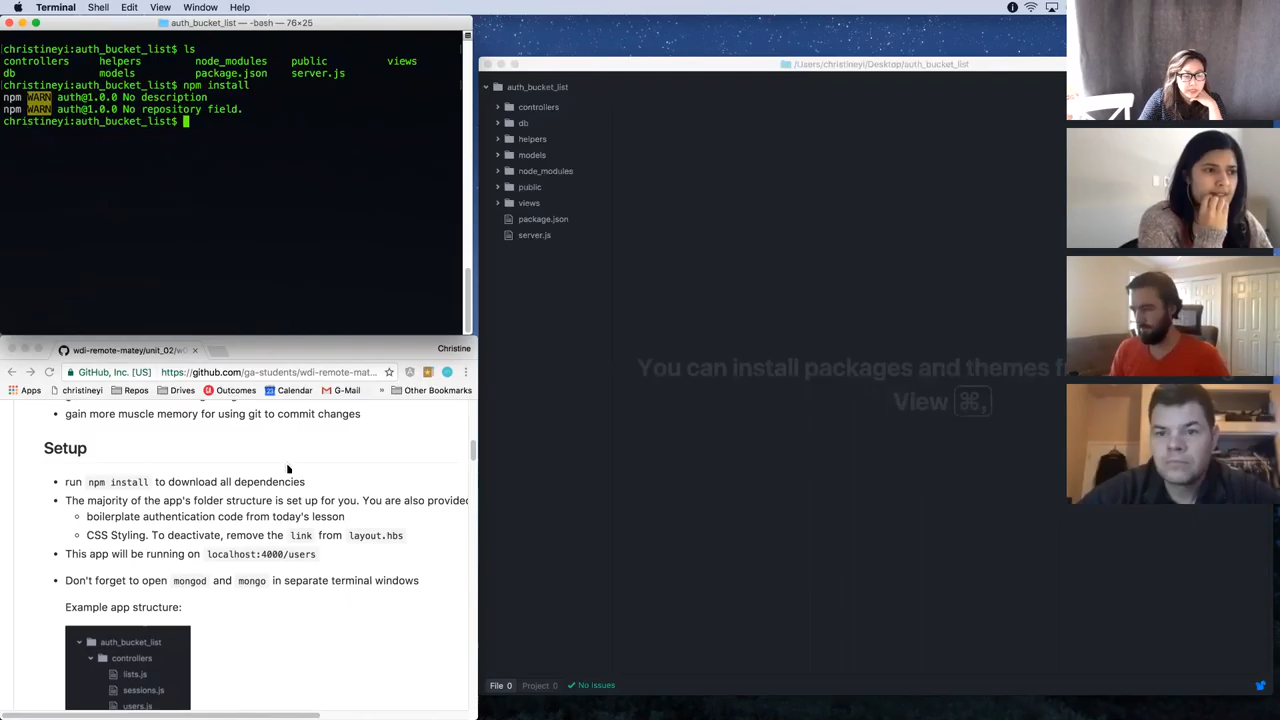 Terminal Shell Edit View Window Help
auth_bucket_list — -bash — 76×25
[christineyi:auth_bucket_list$ ls
controllers helpers node_modules public views
db models package.json server.js
[christineyi:auth_bucket_list$ npm install
npm WARN auth@1.0.0 No description
npm WARN auth@1.0.0 No repository field.
christineyi:auth_bucket_list$
/Users/christineyi/Desktop/auth_bucket_list
auth_bucket_list
controllers
db
helpers
models
node_modules
public
views
package.json
server.js
You can install packages and themes
View ⌘,
File 0 Project 0 ✓ No Issues
wdi-remote-matey/unit_02/w
Christine
GitHub, Inc. [US] https://github.com/ga-students/wdi-remote-mat...
Apps christineyi Repos Drives Outcomes Calendar G-Mail » Other Bookmarks
gain more muscle memory for using git to commit changes
Setup
run npm install to download all dependencies
The majority of the app's folder structure is set up for you. You are also provided
boilerplate authentication code from today's lesson
CSS Styling. To deactivate, remove the link from layout.hbs
This app will be running on localhost:4000/users
Don't forget to open mongod and mongo in separate terminal windows
Example app structure:
auth_bucket_list
controllers
lists.js
sessions.js
users.js